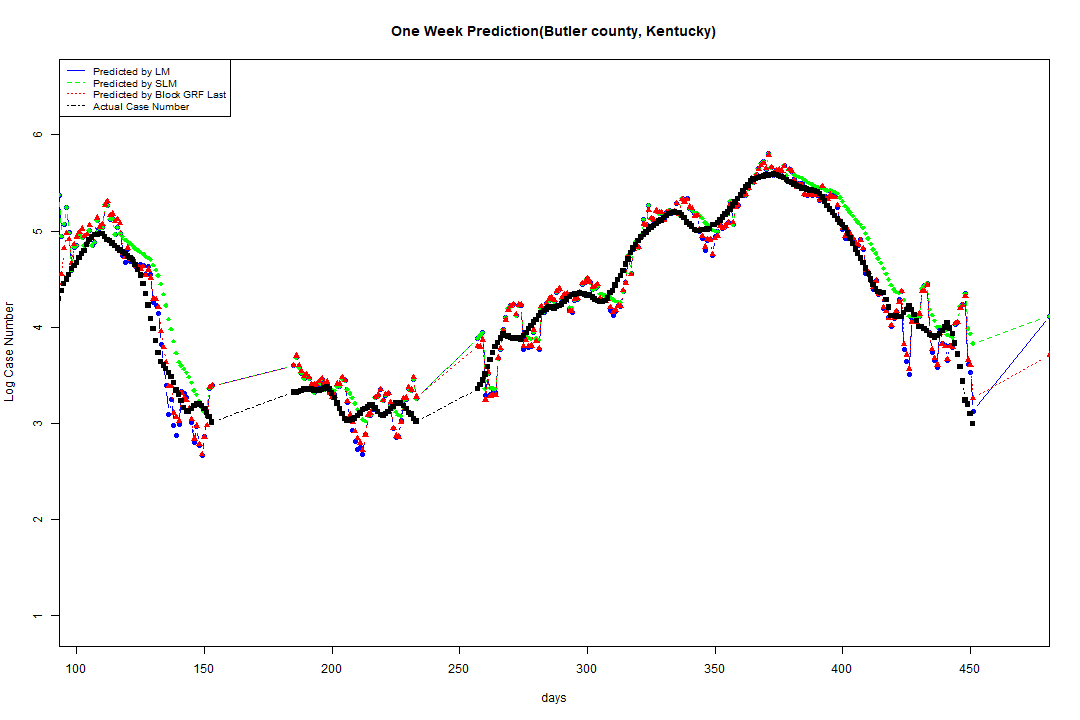 One Week Prediction(Butler county, Kentucky)
Predicted by LM
Predicted by SLM
Predicted by Block GRF Last
Actual Case Number
6
5
4
3
2
1
Log Case Number
100 150 200 250 300 350 400 450
days